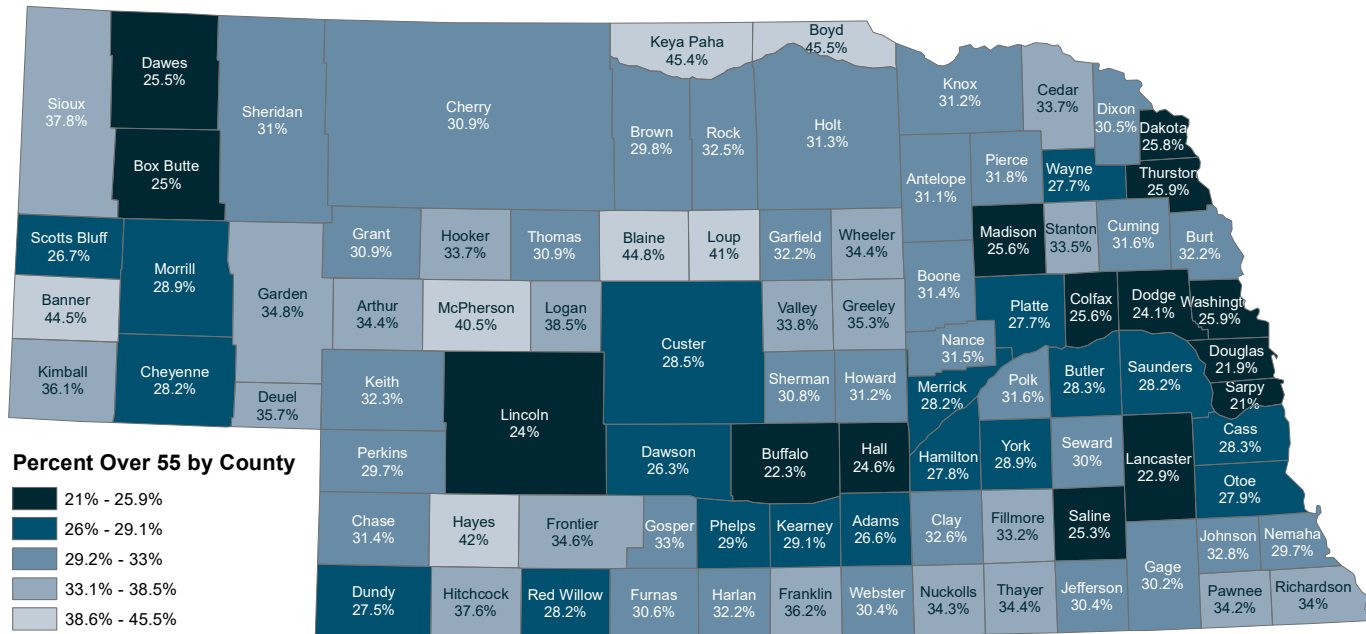 Keya Paha
45.4%
Boyd
45.5%
Dawes
25.5%
Sioux
37.8%
Sheridan
31%
Cherry
30.9%
Brown
29.8%
Rock
32.5%
Holt
31.3%
Knox
31.2%
Cedar
33.7%
Dixon
30.5%
Dakota
25.8%
Box Butte
25%
Antelope
31.1%
Pierce
31.8%
Wayne
27.7%
Thurston
25.9%
Scotts Bluff
26.7%
Morrill
28.9%
Grant
30.9%
Hooker
33.7%
Thomas
30.9%
Blaine
44.8%
Loup
41%
Garfield
32.2%
Wheeler
34.4%
Madison
25.6%
Stanton
33.5%
Cuming
31.6%
Burt
32.2%
Banner
44.5%
Garden
34.8%
Arthur
34.4%
McPherson
40.5%
Logan
38.5%
Custer
28.5%
Valley
33.8%
Greeley
35.3%
Boone
31.4%
Platte
27.7%
Colfax
25.6%
Dodge
24.1%
Washingt
25.9%
Kimball
36.1%
Cheyenne
28.2%
Deuel
35.7%
Keith
32.3%
Lincoln
24%
Sherman
30.8%
Howard
31.2%
Nance
31.5%
Merrick
28.2%
Polk
31.6%
Butler
28.3%
Saunders
28.2%
Douglas
21.9%
Sarpy
21%
Perkins
29.7%
Dawson
26.3%
Buffalo
22.3%
Hall
24.6%
Hamilton
27.8%
York
28.9%
Seward
30%
Lancaster
22.9%
Cass
28.3%
Otoe
27.9%
Chase
31.4%
Hayes
42%
Frontier
34.6%
Gosper
33%
Phelps
29%
Kearney
29.1%
Adams
26.6%
Clay
32.6%
Fillmore
33.2%
Saline
25.3%
Gage
30.2%
Johnson
32.8%
Nemaha
29.7%
Dundy
27.5%
Hitchcock
37.6%
Red Willow
28.2%
Furnas
30.6%
Harlan
32.2%
Franklin
36.2%
Webster
30.4%
Nuckolls
34.3%
Thayer
34.4%
Jefferson
30.4%
Pawnee
34.2%
Richardson
34%
Percent Over 55 by County
21% - 25.9%
26% - 29.1%
29.2% - 33%
33.1% - 38.5%
38.6% - 45.5%